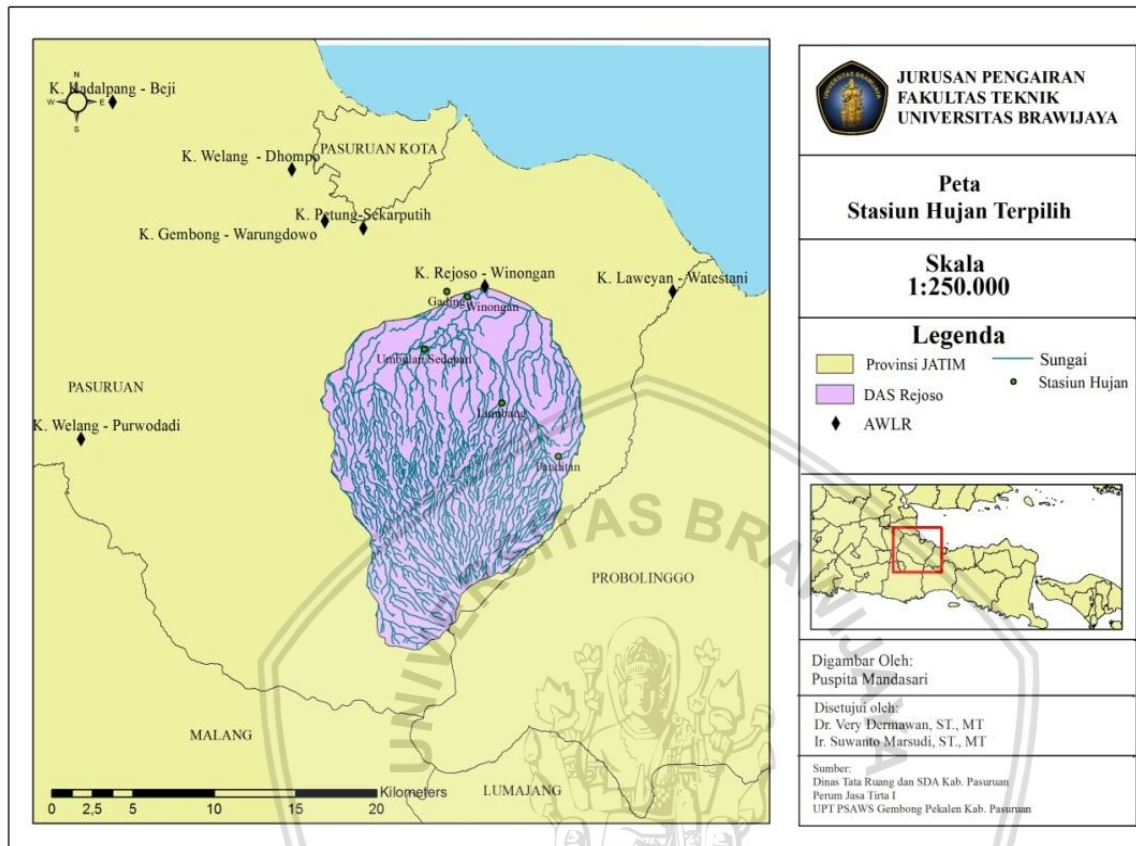 N
W
E
S
K. Kadalpang - Beji
K. Welang - Dhompo
PASURUAN KOTA
K. Petung-Sekarputih
K. Gembong - Warungdowo
K. Rejoso - Winongan
K. Laweyan - Watestani
Gading
Winongan
Umbulan Sedepan
PASURUAN
Lumbang
K. Welang - Purwodadi
Panditan
PROBOLINGGO
MALANG
LUMAJANG
Kilometers
0 2,5 5 10 15 20
UNIVERSITAS BRAWIJAYA
UNIVERSITAS BRAWIJAYA
JURUSAN PENGAIRAN
FAKULTAS TEKNIK
UNIVERSITAS BRAWIJAYA
Peta
Stasiun Hujan Terpilih
Skala
1:250.000
Legenda
Provinsi JATIM
Sungai
DAS Rejoso
Stasiun Hujan
AWLR
Digambar Oleh:
Puspita Mandasari
Disetujui oleh:
Dr. Very Dermawan, ST., MT
Ir. Suwanto Marsudi, ST., MT
Sumber:
Dinas Tata Ruang dan SDA Kab. Pasuruan
Perum Jasa Tirta I
UPT PSAWS Gembong Pekalen Kab. Pasuruan